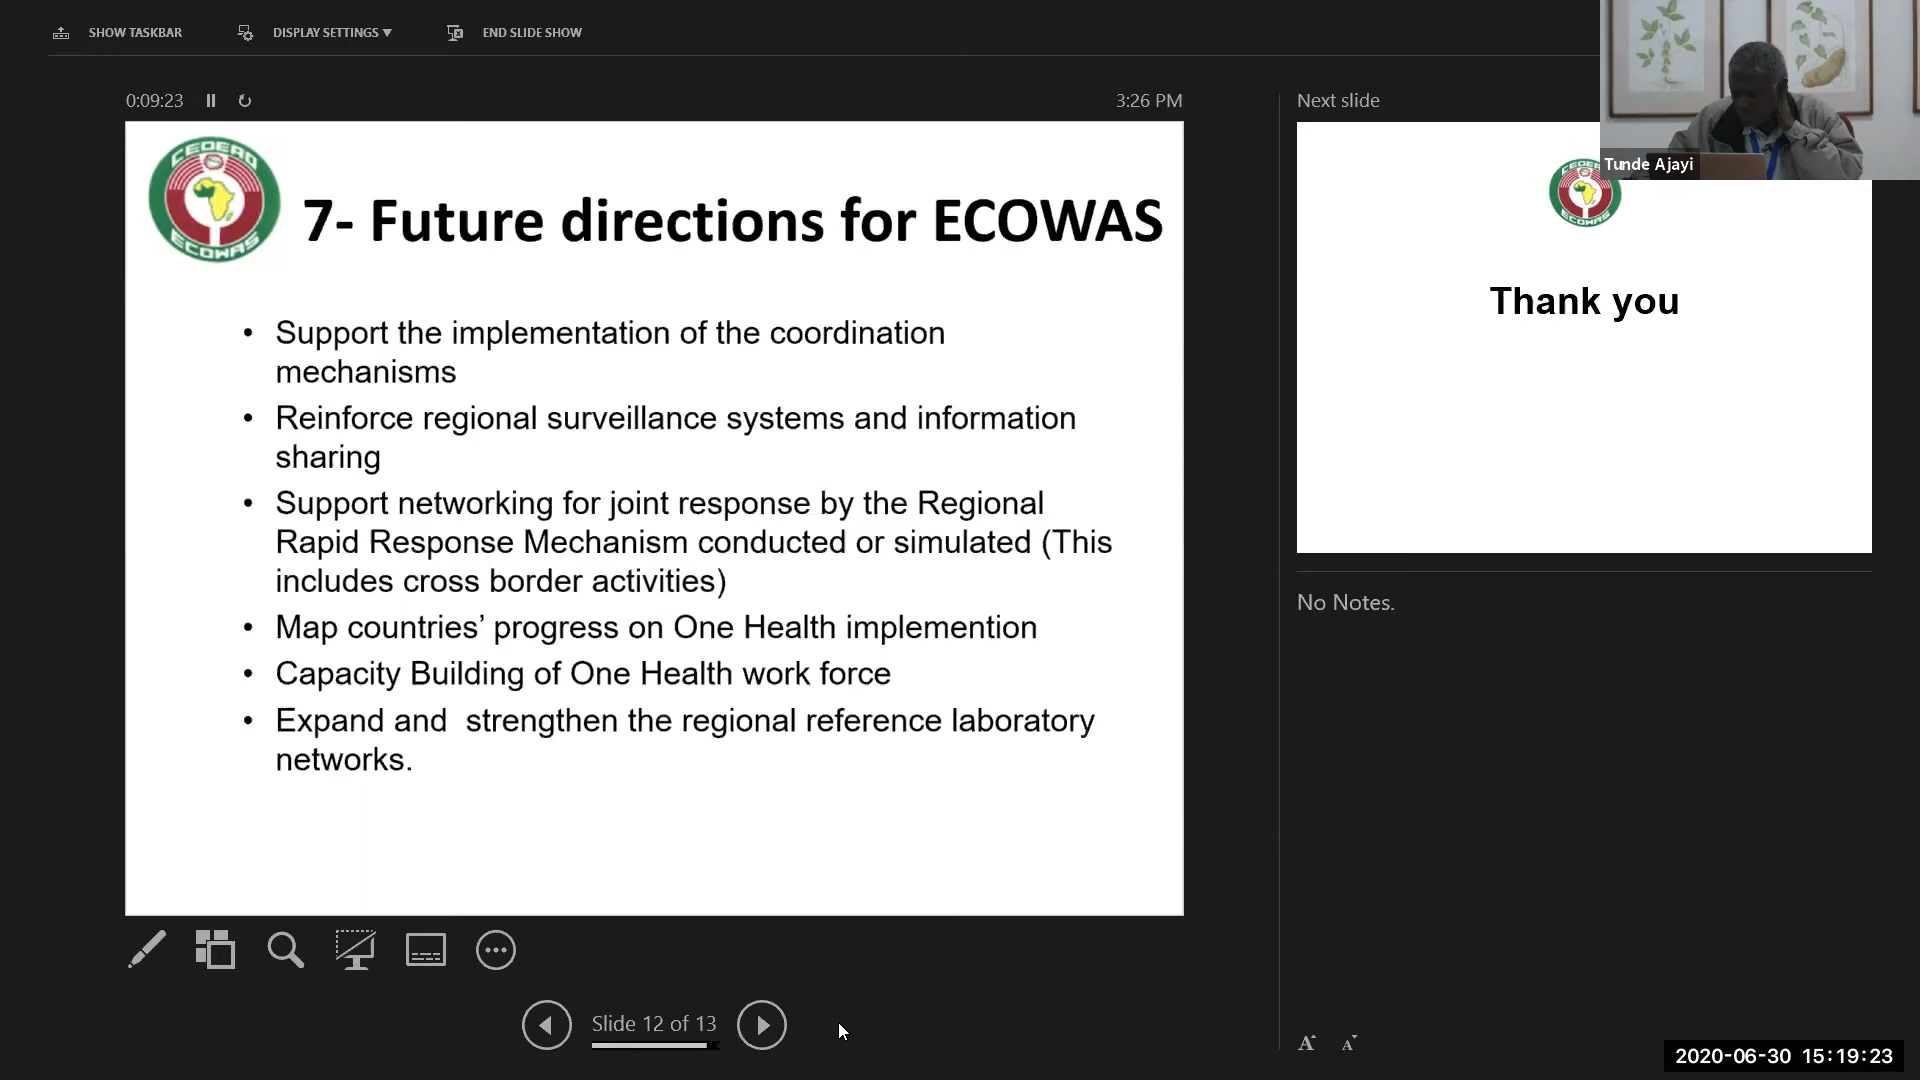 SHOW TASKBAR
DISPLAY SETTINGS ▼
END SLIDE SHOW
0:09:23
3:26 PM
Next slide
CEDEAO
ECOWAS
7- Future directions for ECOWAS
• Support the implementation of the coordination
mechanisms
• Reinforce regional surveillance systems and information
sharing
• Support networking for joint response by the Regional
Rapid Response Mechanism conducted or simulated (This
includes cross border activities)
• Map countries’ progress on One Health implemention
• Capacity Building of One Health work force
• Expand and  strengthen the regional reference laboratory
networks.
Slide 12 of 13
Tunde Ajayi
ECOWAS
Thank you
No Notes.
A A
2020-06-30 15:19:23